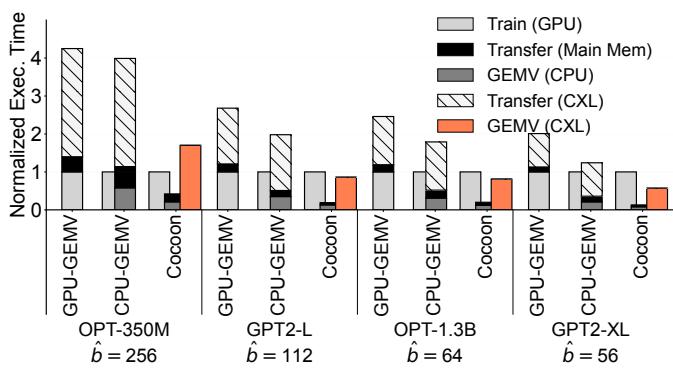 Normalized Exec. Time
4
3
2
1
0
Train (GPU)
Transfer (Main Mem)
GEMV (CPU)
Transfer (CXL)
GEMV (CXL)
GPU-GEMV
CPU-GEMV
Cocoon
GPU-GEMV
CPU-GEMV
Cocoon
GPU-GEMV
CPU-GEMV
Cocoon
GPU-GEMV
CPU-GEMV
Cocoon
OPT-350M
GPT2-L
OPT-1.3B
GPT2-XL
b̂ = 256
b̂ = 112
b̂ = 64
b̂ = 56